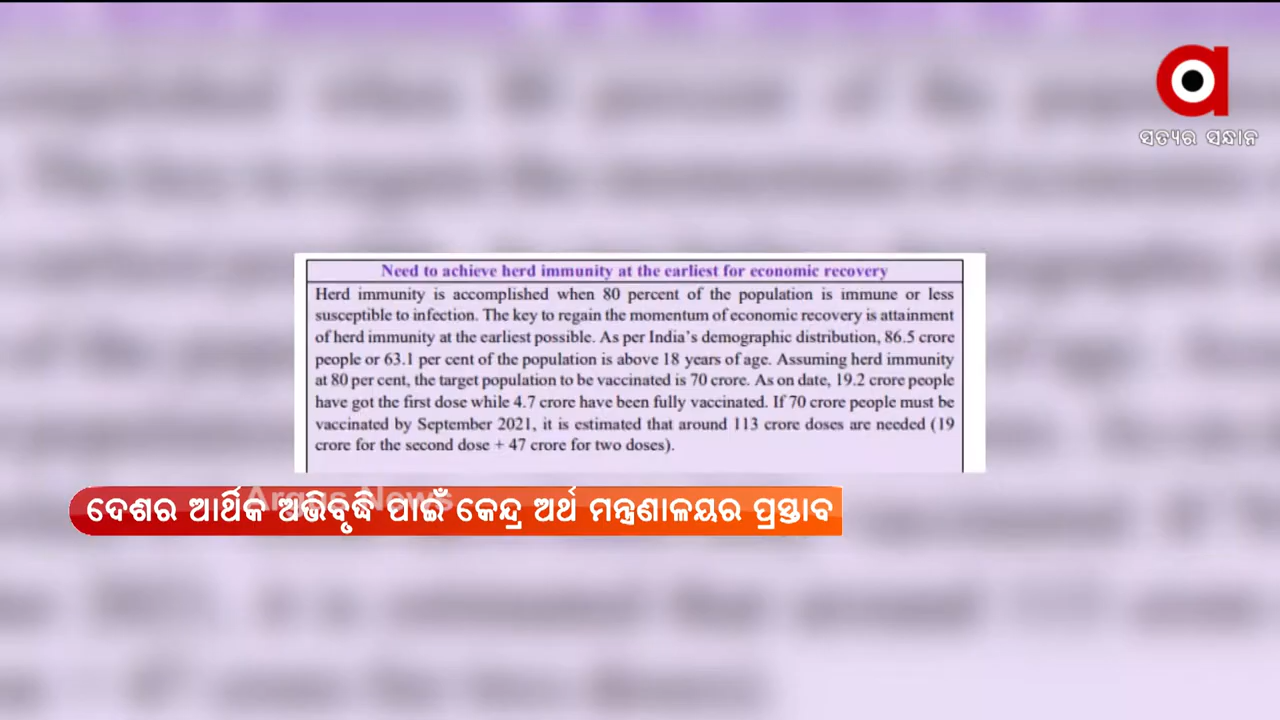 ସତ୍ୟର ସନ୍ଧାନ
Need to achieve herd immunity at the earliest for economic recovery
Herd immunity is accomplished when 80 percent of the population is immune or less
susceptible to infection. The key to regain the momentum of economic recovery is attainment
of herd immunity at the earliest possible. As per India's demographic distribution, 86.5 crore
people or 63.1 per cent of the population is above 18 years of age. Assuming herd immunity
at 80 per cent, the target population to be vaccinated is 70 crore. As on date, 19.2 crore people
have got the first dose while 4.7 crore have been fully vaccinated. If 70 crore people must be
vaccinated by September 2021, it is estimated that around 113 crore doses are needed (19
crore for the second dose + 47 crore for two doses).
Argus News
ଦେଶର ଆର୍ଥିକ ଅଭିବୃଦ୍ଧି ପାଇଁ କେନ୍ଦ୍ର ଅର୍ଥ ମନ୍ତ୍ରଣାଳୟର ପ୍ରସ୍ତାବ